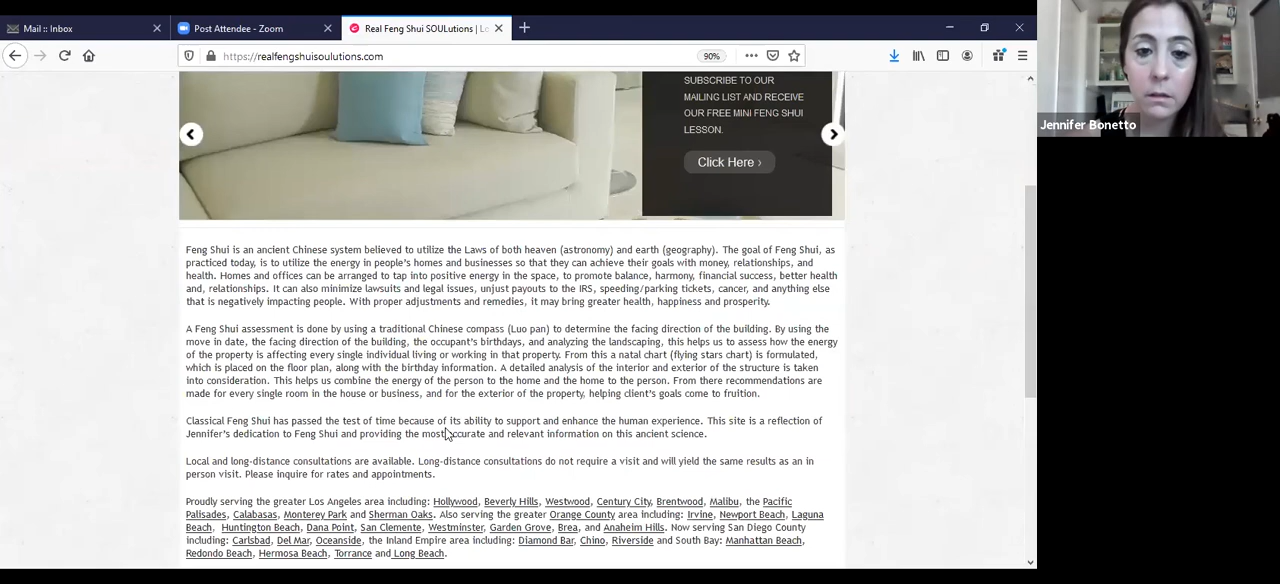 Mail :: Inbox
Post Attendee - Zoom
Real Feng Shui SOULutions | Lo
https://realfengshuisoulutions.com
90%
Jennifer Bonetto
SUBSCRIBE TO OUR
MAILING LIST AND RECEIVE
OUR FREE MINI FENG SHUI
LESSON.
Click Here ›
Feng Shui is an ancient Chinese system believed to utilize the Laws of both heaven (astronomy) and earth (geography). The goal of Feng Shui, as
practiced today, is to utilize the energy in people's homes and businesses so that they can achieve their goals with money, relationships, and
health. Homes and offices can be arranged to tap into positive energy in the space, to promote balance, harmony, financial success, better health
and, relationships. It can also minimize lawsuits and legal issues, unjust payouts to the IRS, speeding/parking tickets, cancer, and anything else
that is negatively impacting people. With proper adjustments and remedies, it may bring greater health, happiness and prosperity.
A Feng Shui assessment is done by using a traditional Chinese compass (Luo pan) to determine the facing direction of the building. By using the
move in date, the facing direction of the building, the occupant's birthdays, and analyzing the landscaping, this helps us to assess how the energy
of the property is affecting every single individual living or working in that property. From this a natal chart (flying stars chart) is formulated,
which is placed on the floor plan, along with the birthday information. A detailed analysis of the interior and exterior of the structure is taken
into consideration. This helps us combine the energy of the person to the home and the home to the person. From there recommendations are
made for every single room in the house or business, and for the exterior of the property, helping client's goals come to fruition.
Classical Feng Shui has passed the test of time because of its ability to support and enhance the human experience. This site is a reflection of
Jennifer's dedication to Feng Shui and providing the most accurate and relevant information on this ancient science.
Local and long-distance consultations are available. Long-distance consultations do not require a visit and will yield the same results as an in
person visit. Please inquire for rates and appointments.
Proudly serving the greater Los Angeles area including: Hollywood, Beverly Hills, Westwood, Century City, Brentwood, Malibu, the Pacific
Palisades, Calabasas, Monterey Park and Sherman Oaks. Also serving the greater Orange County area including: Irvine, Newport Beach, Laguna
Beach, Huntington Beach, Dana Point, San Clemente, Westminster, Garden Grove, Brea, and Anaheim Hills. Now serving San Diego County
including: Carlsbad, Del Mar, Oceanside, the Inland Empire area including: Diamond Bar, Chino, Riverside and South Bay: Manhattan Beach,
Redondo Beach, Hermosa Beach, Torrance and Long Beach.